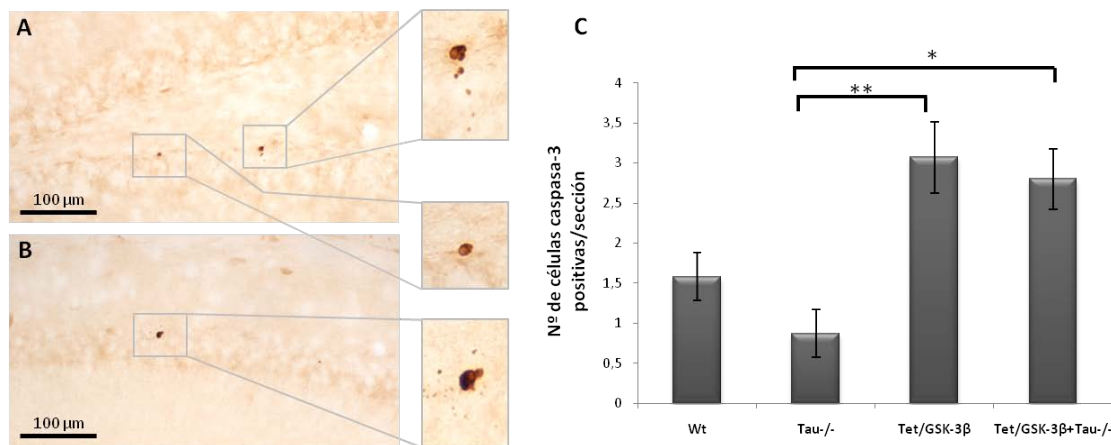 A
100 µm
B
100 µm
C
Nº de células caspasa-3
positivas/sección
4
3,5
3
2,5
2
1,5
1
0,5
0
**
*
Wt
Tau-/-
Tet/GSK-3β
Tet/GSK-3β+Tau-/-